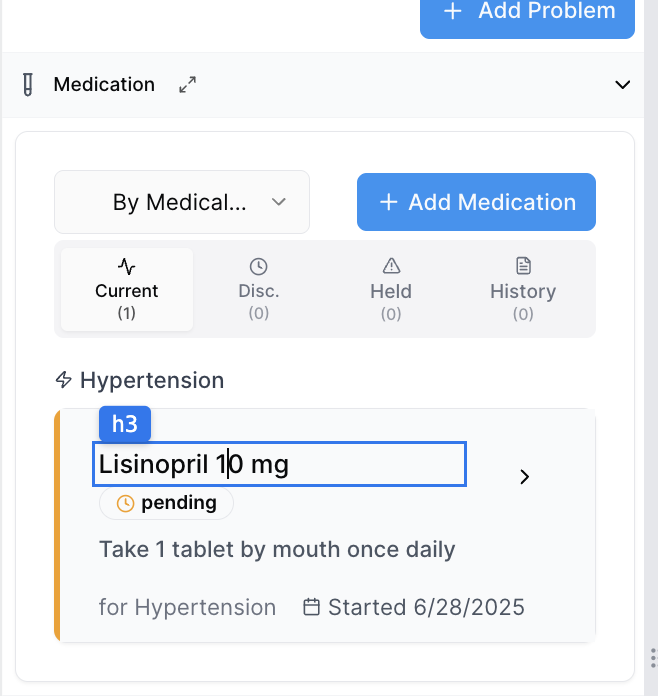 + Add Problem
Medication
By Medical...
+ Add Medication
Current
(1)
Disc.
(0)
Held
(0)
History
(0)
Hypertension
h3
Lisinopril 10 mg
pending
Take 1 tablet by mouth once daily
for Hypertension Started 6/28/2025